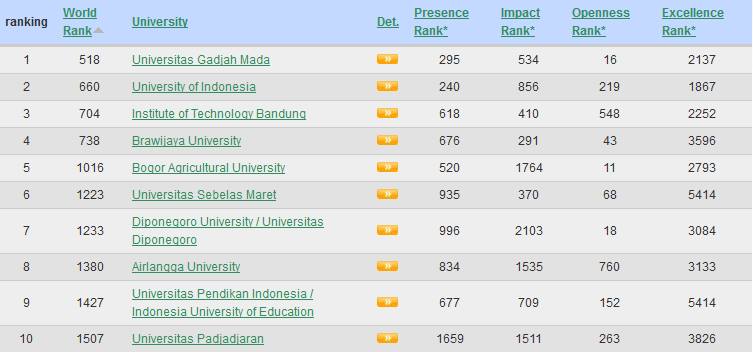 ranking World Rank University Det. Presence Rank* Impact Rank* Openness Rank* Excellence Rank*
1 518 Universitas Gadjah Mada 295 534 16 2137
2 660 University of Indonesia 240 856 219 1867
3 704 Institute of Technology Bandung 618 410 548 2252
4 738 Brawijaya University 676 291 43 3596
5 1016 Bogor Agricultural University 520 1764 11 2793
6 1223 Universitas Sebelas Maret 935 370 68 5414
7 1233 Diponegoro University / Universitas Diponegoro 996 2103 18 3084
8 1380 Airlangga University 834 1535 760 3133
9 1427 Universitas Pendikan Indonesia / Indonesia University of Education 677 709 152 5414
10 1507 Universitas Padjadjaran 1659 1511 263 3826